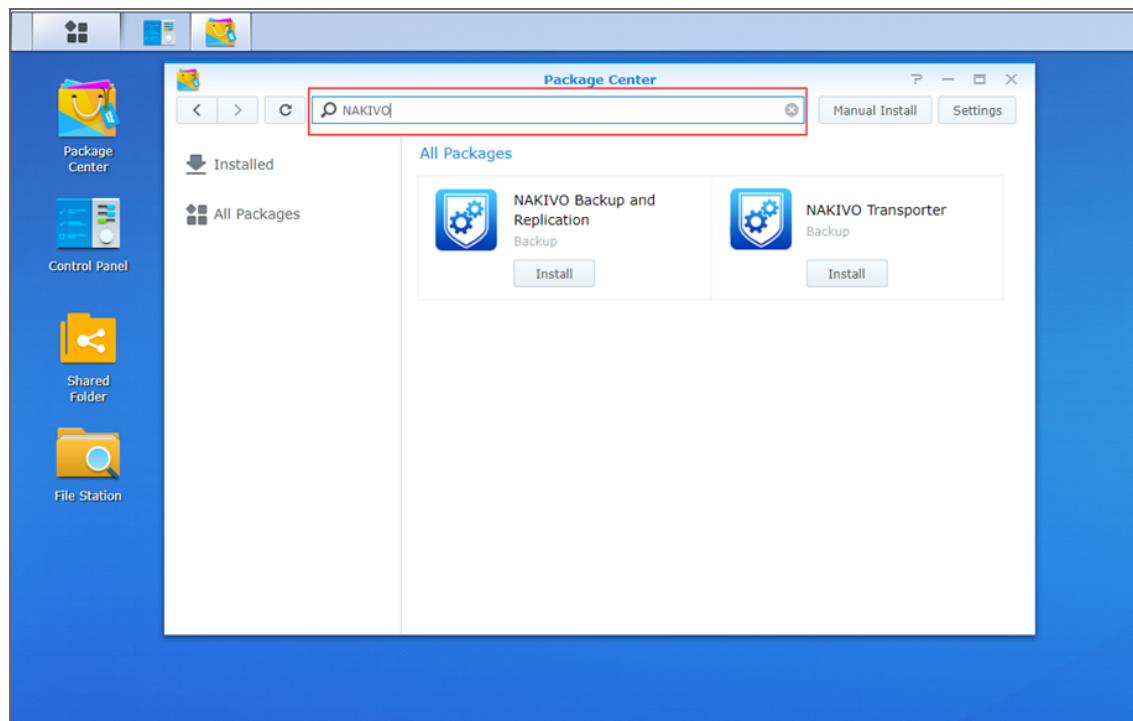 Package Center
NAKIVO
Manual Install
Settings
Package
Center
Control Panel
Shared
Folder
File Station
Installed
All Packages
All Packages
NAKIVO Backup and
Replication
Backup
Install
NAKIVO Transporter
Backup
Install